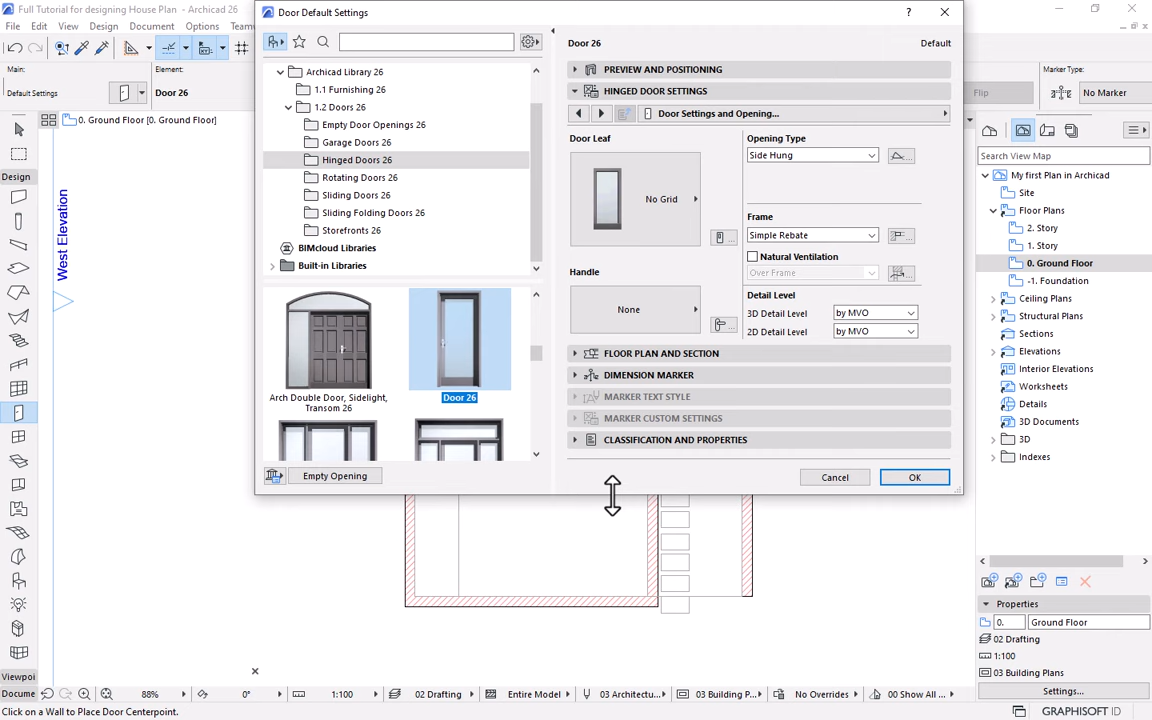 Full Tutorial for designing House Plan - Archicad 26
File Edit View Design Document Options Team
Main:
Default Settings
Element:
Door 26
0. Ground Floor [0. Ground Floor]
Design
Viewpoi
Docume
West Elevation
Door Default Settings
?
Archicad Library 26
1.1 Furnishing 26
1.2 Doors 26
Empty Door Openings 26
Garage Doors 26
Hinged Doors 26
Rotating Doors 26
Sliding Doors 26
Sliding Folding Doors 26
Storefronts 26
BIMcloud Libraries
Built-in Libraries
Arch Double Door, Sidelight,
Transom 26
Door 26
Empty Opening
Door 26
Default
PREVIEW AND POSITIONING
HINGED DOOR SETTINGS
Door Settings and Opening...
Door Leaf
No Grid
Handle
None
Opening Type
Side Hung
Frame
Simple Rebate
Natural Ventilation
Over Frame
Detail Level
3D Detail Level
by MVO
2D Detail Level
by MVO
FLOOR PLAN AND SECTION
DIMENSION MARKER
MARKER TEXT STYLE
MARKER CUSTOM SETTINGS
CLASSIFICATION AND PROPERTIES
Cancel
OK
Flip
Marker Type:
No Marker
Search View Map
My first Plan in Archicad
Site
Floor Plans
2. Story
1. Story
0. Ground Floor
-1. Foundation
Ceiling Plans
Structural Plans
Sections
Elevations
Interior Elevations
Worksheets
Details
3D Documents
3D
Indexes
Properties
0.
Ground Floor
02 Drafting
1:100
03 Building Plans
Settings...
88%
0°
1:100
02 Drafting
Entire Model
03 Architectu...
03 Building P...
No Overrides
00 Show All ...
Click on a Wall to Place Door Centerpoint.
GRAPHISOFT ID